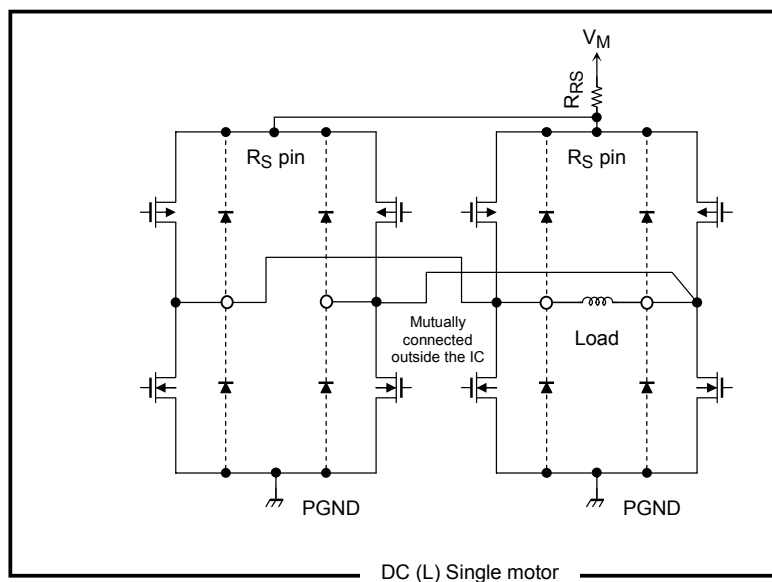 VM
RRS
RS pin
RS pin
Mutually
connected
outside the IC
Load
PGND
PGND
DC (L) Single motor